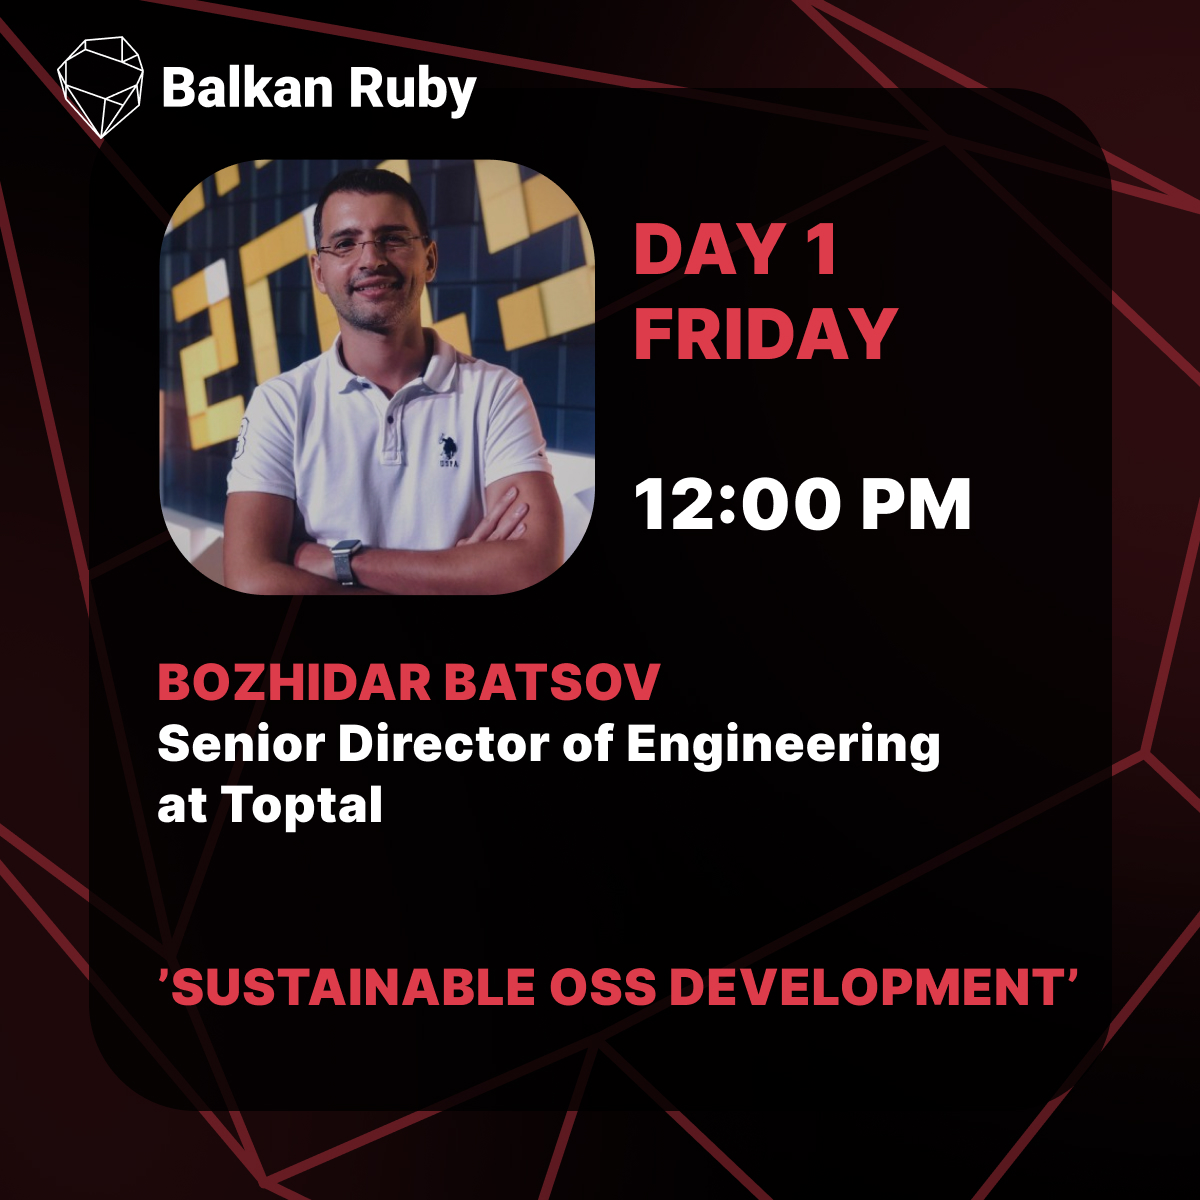 Balkan Ruby
DAY 1
FRIDAY
12:00 PM
BOZHIDAR BATSOV
Senior Director of Engineering
at Toptal
’SUSTAINABLE OSS DEVELOPMENT’